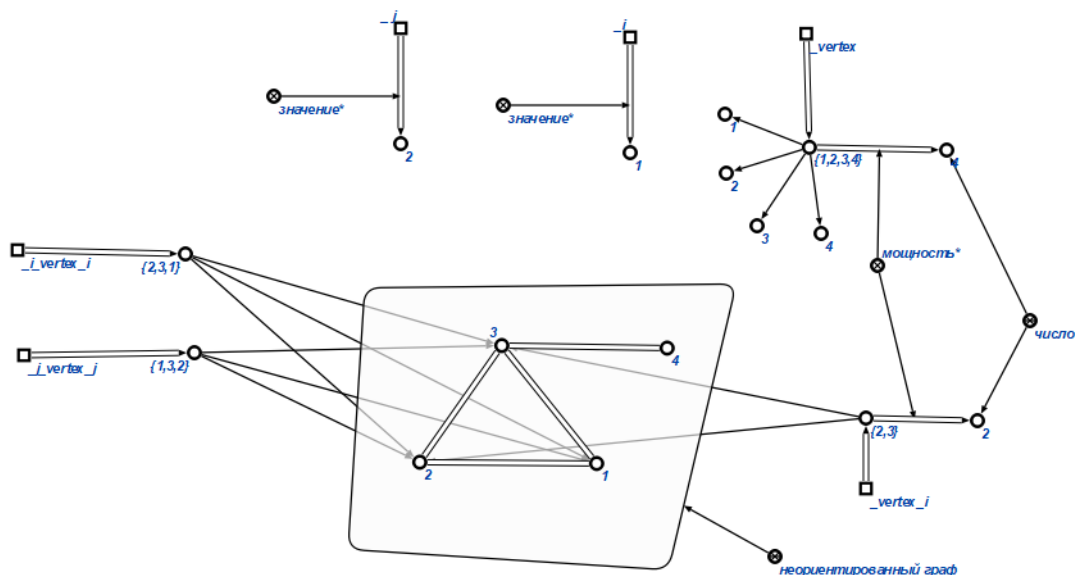 _j
значение*
2
_i
значение*
1
_vertex
1
{1,2,3,4}
4
2
3
4
_i_vertex_i
{2,3,1}
мощность*
число
_j_vertex_j
{1,3,2}
3
4
2
1
{2,3}
2
_vertex_i
неориентированный граф